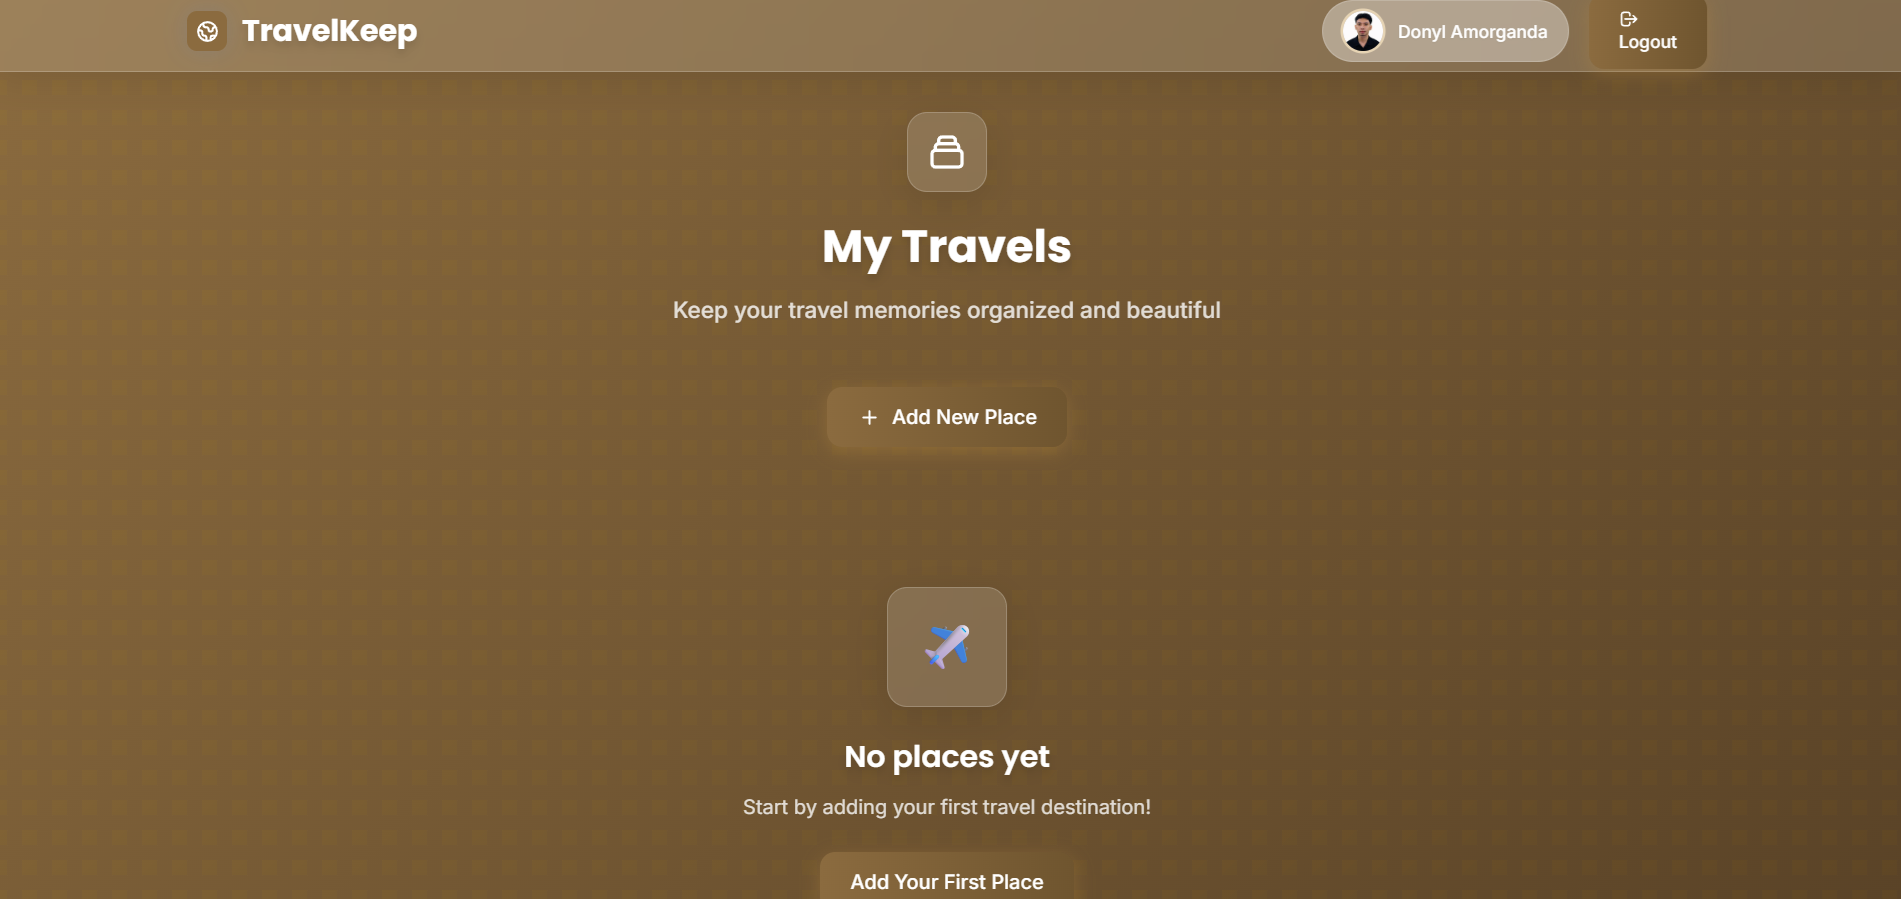 TravelKeep
Donyl Amorganda
Logout
My Travels
Keep your travel memories organized and beautiful
Add New Place
No places yet
Start by adding your first travel destination!
Add Your First Place